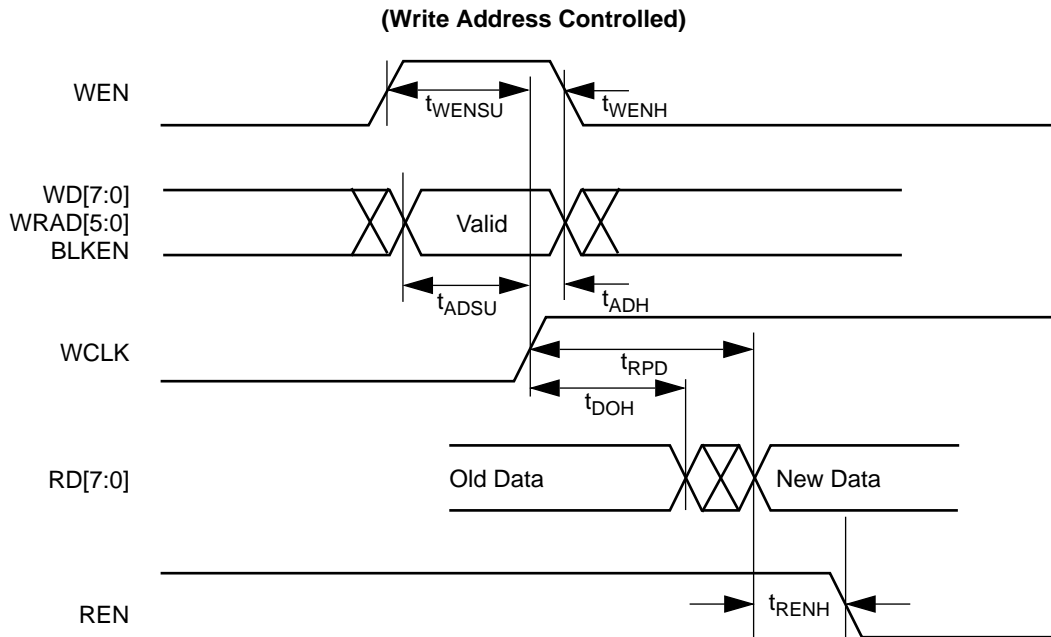 (Write Address Controlled)
WEN
tWENSU
tWENH
WD[7:0]
WRAD[5:0]
BLKEN
Valid
tADSU
tADH
WCLK
tRPD
tDOH
RD[7:0]
Old Data
New Data
REN
tRENH